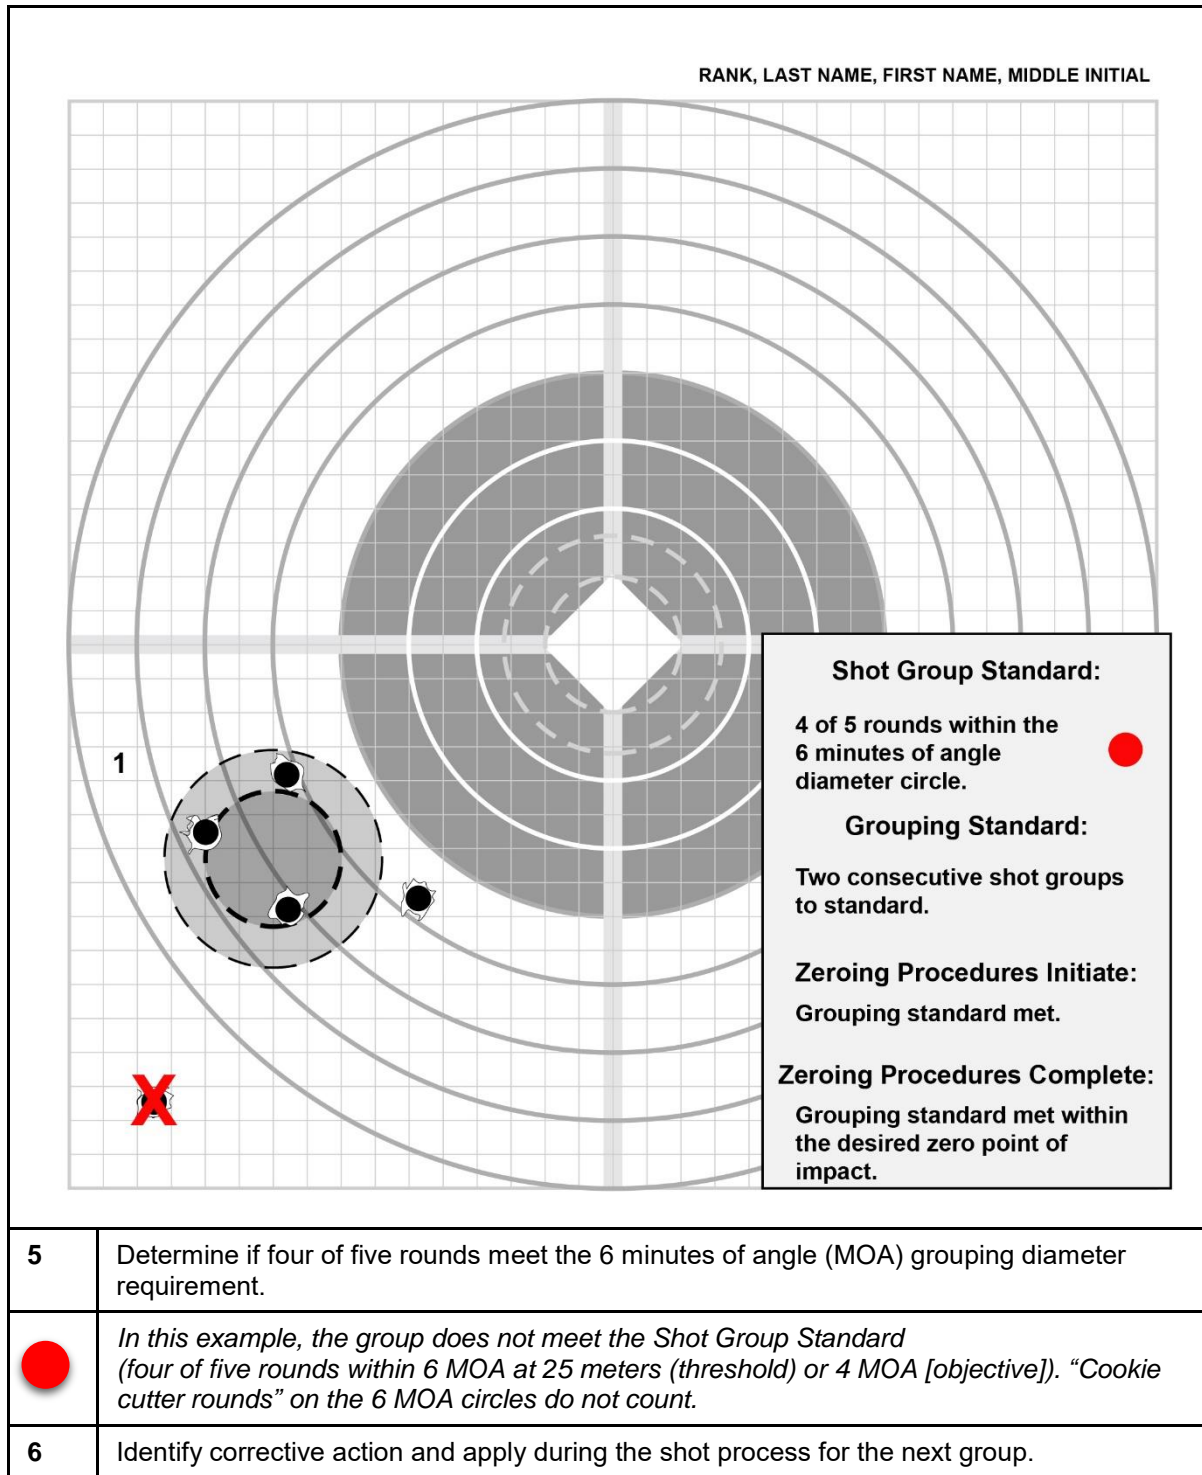 RANK, LAST NAME, FIRST NAME, MIDDLE INITIAL
1
X
Shot Group Standard:
4 of 5 rounds within the
6 minutes of angle
diameter circle.
Grouping Standard:
Two consecutive shot groups
to standard.
Zeroing Procedures Initiate:
Grouping standard met.
Zeroing Procedures Complete:
Grouping standard met within
the desired zero point of
impact.
5 Determine if four of five rounds meet the 6 minutes of angle (MOA) grouping diameter
requirement.
In this example, the group does not meet the Shot Group Standard
(four of five rounds within 6 MOA at 25 meters (threshold) or 4 MOA [objective]). “Cookie
cutter rounds” on the 6 MOA circles do not count.
6 Identify corrective action and apply during the shot process for the next group.